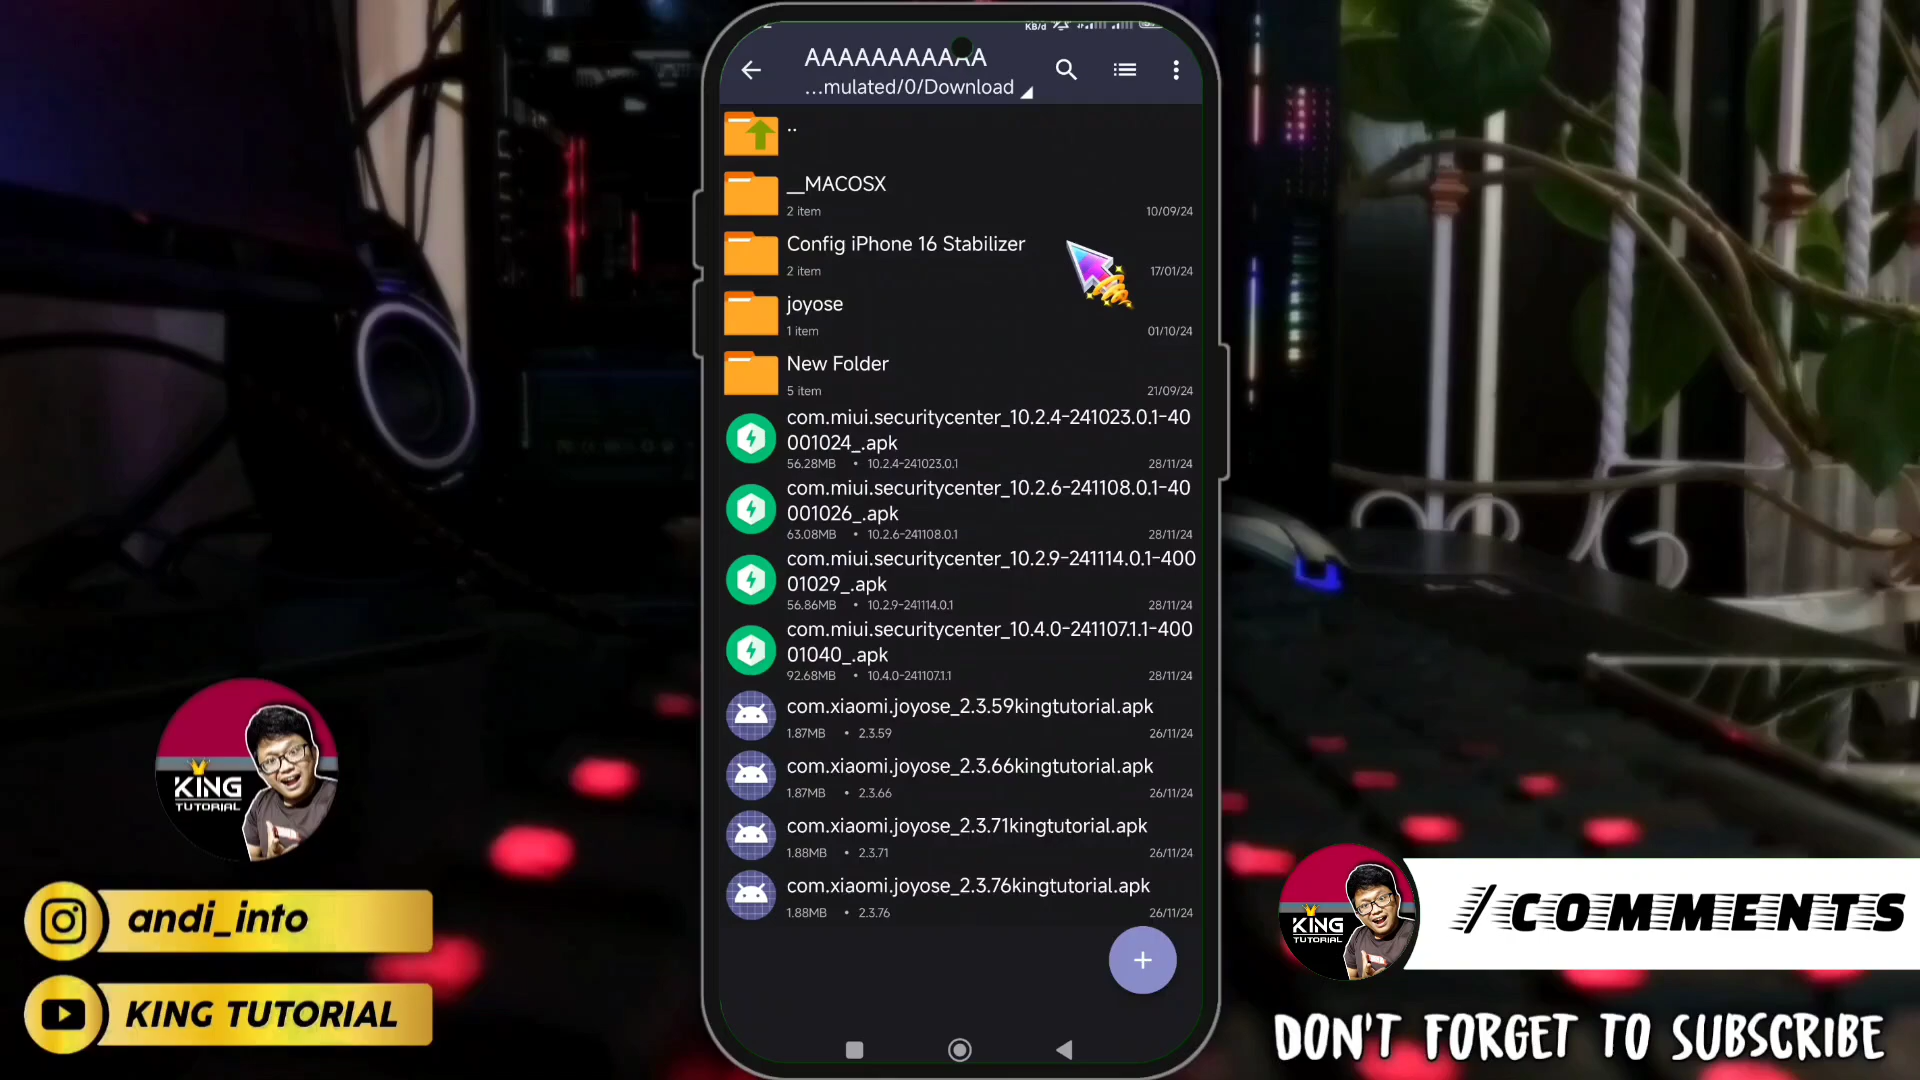 KB/d
AAAAAAAAAAA
...mulated/0/Download
..
__MACOSX
2 item
10/09/24
Config iPhone 16 Stabilizer
2 item
17/01/24
joyose
1 item
01/10/24
New Folder
5 item
21/09/24
com.miui.securitycenter_10.2.4-241023.0.1-40
001024_.apk
56.28MB • 10.2.4-241023.0.1
28/11/24
com.miui.securitycenter_10.2.6-241108.0.1-40
001026_.apk
63.08MB • 10.2.6-241108.0.1
28/11/24
com.miui.securitycenter_10.2.9-241114.0.1-400
01029_.apk
56.86MB • 10.2.9-241114.0.1
28/11/24
com.miui.securitycenter_10.4.0-241107.1.1-400
01040_.apk
92.68MB • 10.4.0-241107.1.1
28/11/24
com.xiaomi.joyose_2.3.59kingtutorial.apk
1.87MB • 2.3.59
26/11/24
com.xiaomi.joyose_2.3.66kingtutorial.apk
1.87MB • 2.3.66
26/11/24
com.xiaomi.joyose_2.3.71kingtutorial.apk
1.88MB • 2.3.71
26/11/24
com.xiaomi.joyose_2.3.76kingtutorial.apk
1.88MB • 2.3.76
26/11/24
KING
TUTORIAL
andi_into
KING TUTORIAL
KING
TUTORIAL
/COMMENTS
DON'T FORGET TO SUBSCRIBE